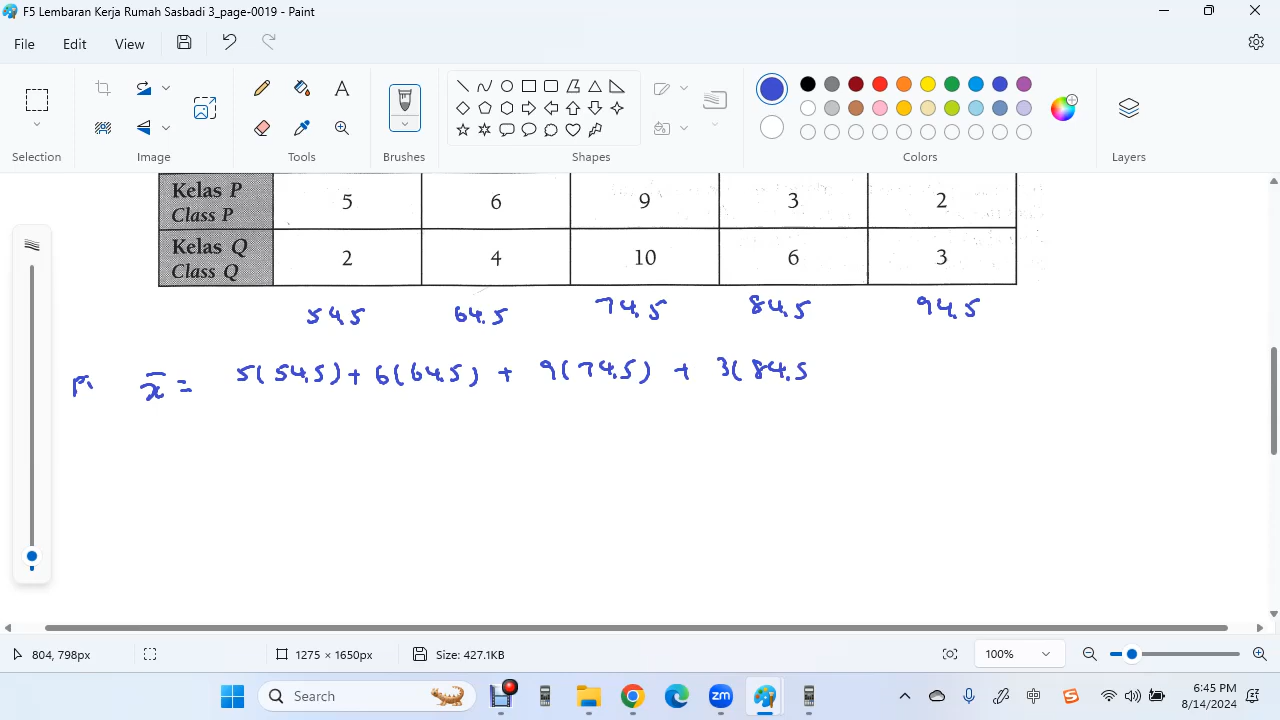 F5 Lembaran Kerja Rumah Sasbadi 3_page-0019 - Paint
File Edit View
Selection Image Tools Brushes Shapes Colors Layers
Kelas P
Class P 5 6 9 3 2
Kelas Q
Class Q 2 4 10 6 3
54.5 64.5 74.5 84.5 94.5
P: x̄ = 5(54.5) + 6(64.5) + 9(74.5) + 3(84.5
804, 798px 1275 × 1650px Size: 427.1KB 100%
Search zm 中 S 6:45 PM
8/14/2024